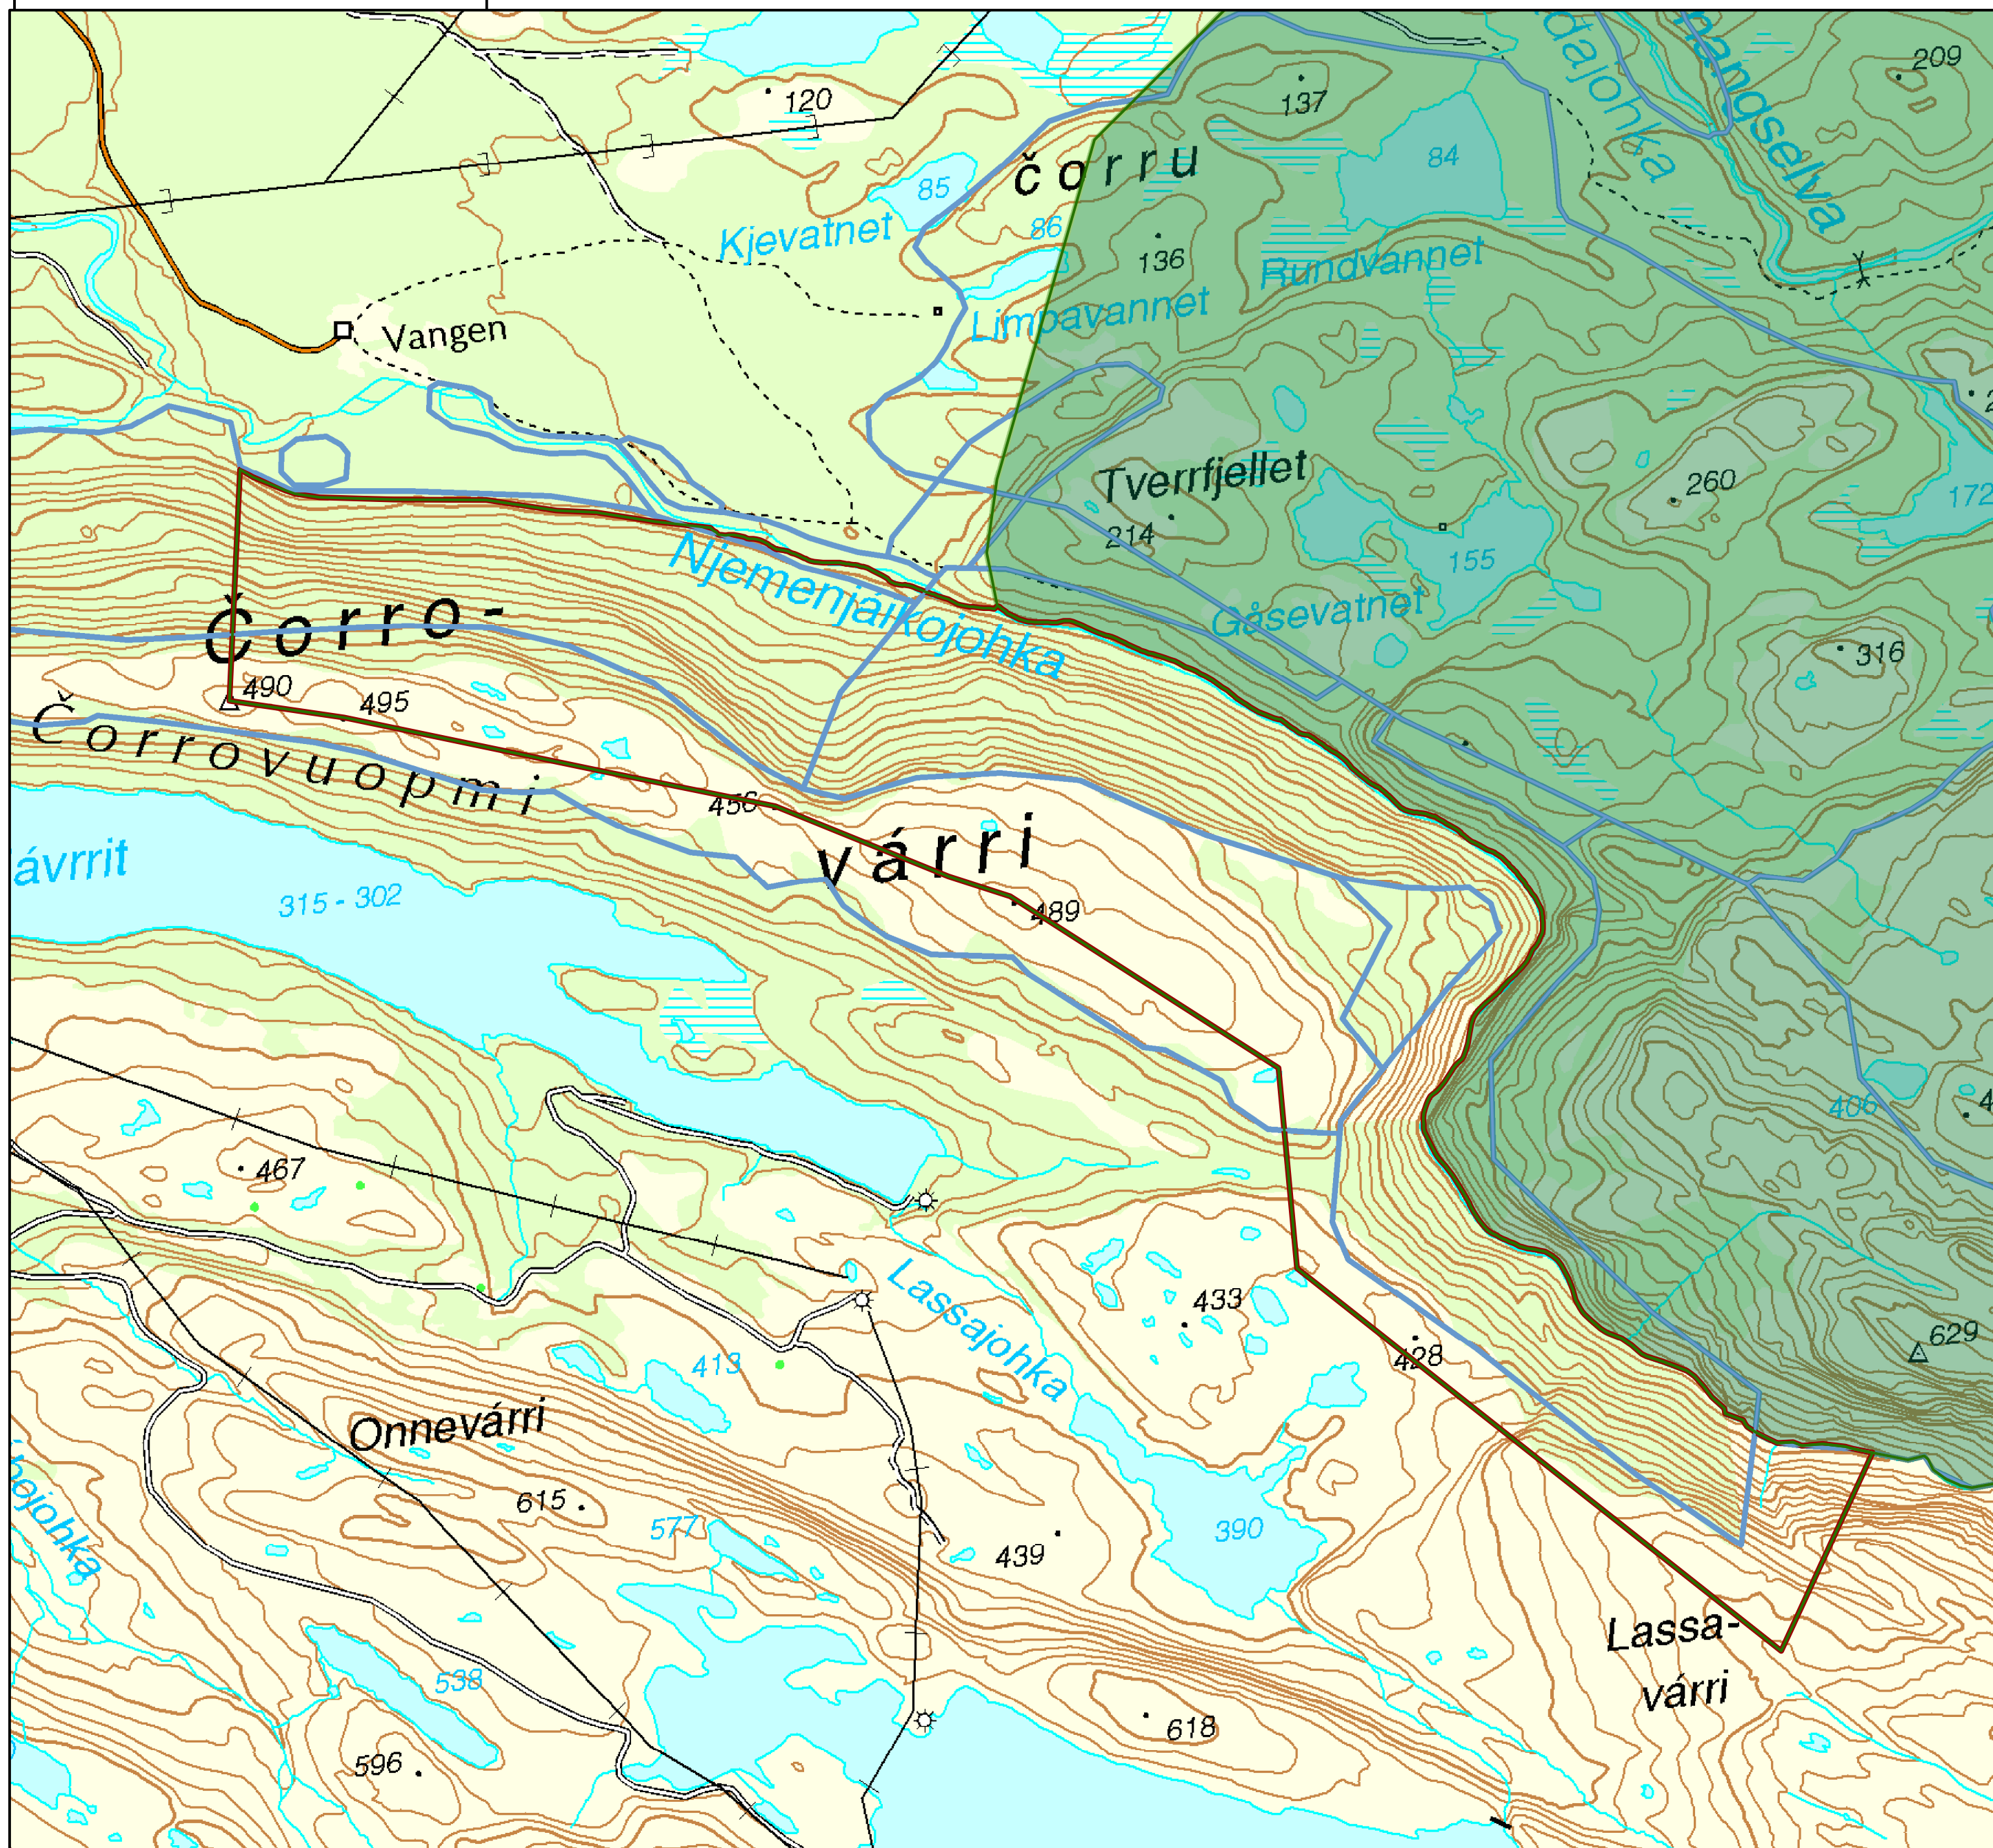 209
120
137
84
čorru
85
Kjevatnet
86
136
Rundvannet
Limpavannet
Vangen
Tverrfjellet
260
172
214
155
Njemenjáikojohka
Gåsevatnet
Čorro-
316
490
495
Čorrovuopmi
456
várri
ávrrit
315 - 302
489
406
467
Lassajohka
433
629
428
413
Onnevárri
615
577
439
390
Lassa-
várri
538
618
596